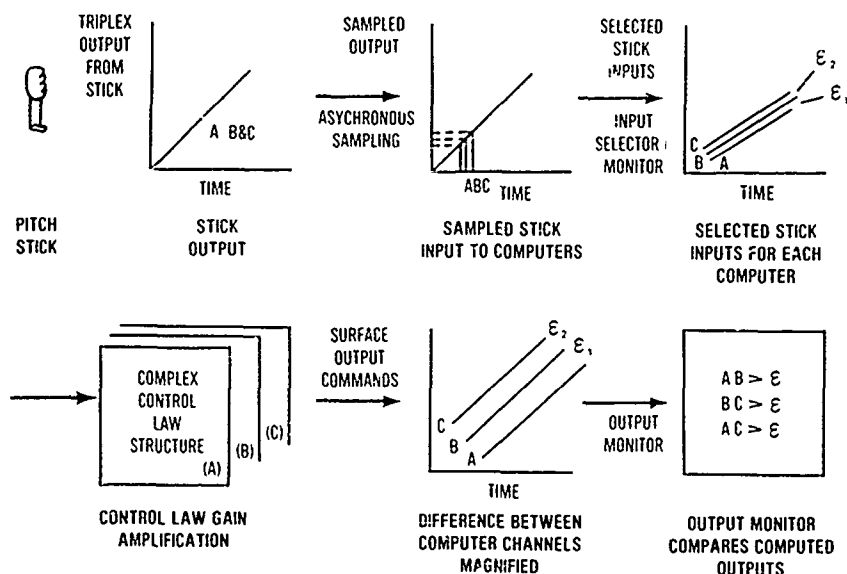 TRIPLEX
OUTPUT
FROM
STICK
A B&C
TIME
PITCH
STICK
STICK
OUTPUT
ASYCHRONOUS
SAMPLING
SAMPLED
OUTPUT
ABC TIME
SAMPLED STICK
INPUT TO COMPUTERS
INPUT
SELECTOR
MONITOR
SELECTED
STICK
INPUTS
ε2
ε1
C
B
A
TIME
SELECTED STICK
INPUTS FOR EACH
COMPUTER
COMPLEX
CONTROL
LAW
STRUCTURE
(A)
(B)
(C)
CONTROL LAW GAIN
AMPLIFICATION
SURFACE
OUTPUT
COMMANDS
ε2
ε1
C
B
A
TIME
DIFFERENCE BETWEEN
COMPUTER CHANNELS
MAGNIFIED
OUTPUT
MONITOR
AB > ε
BC > ε
AC > ε
OUTPUT MONITOR
COMPARES COMPUTED
OUTPUTS